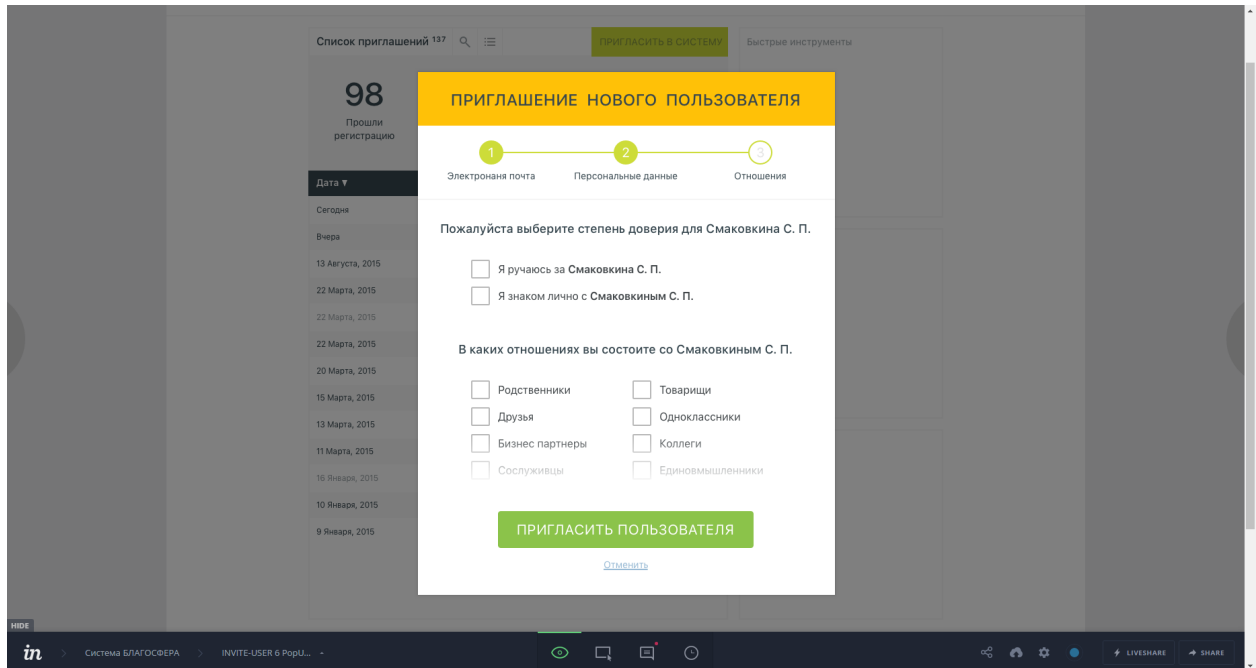 Список приглашений 137
ПРИГЛАСИТЬ В СИСТЕМУ
Быстрые инструменты
98
Прошли
регистрацию
Дата ▼
Сегодня
Вчера
13 Августа, 2015
22 Марта, 2015
22 Марта, 2015
22 Марта, 2015
20 Марта, 2015
15 Марта, 2015
13 Марта, 2015
11 Марта, 2015
16 Января, 2015
10 Января, 2015
9 Января, 2015
ПРИГЛАШЕНИЕ НОВОГО ПОЛЬЗОВАТЕЛЯ
1 2 3
Электронаня почта Персональные данные Отношения
Пожалуйста выберите степень доверия для Смаковкина С. П.
Я ручаюсь за Смаковкина С. П.
Я знаком лично с Смаковкиным С. П.
В каких отношениях вы состоите со Смаковкиным С. П.
Родственники Товарищи
Друзья Одноклассники
Бизнес партнеры Коллеги
Сослуживцы Единовмышленники
ПРИГЛАСИТЬ ПОЛЬЗОВАТЕЛЯ
Отменить
HIDE
in Система БЛАГОСФЕРА INVITE-USER 6 PopU... LIVESHARE SHARE